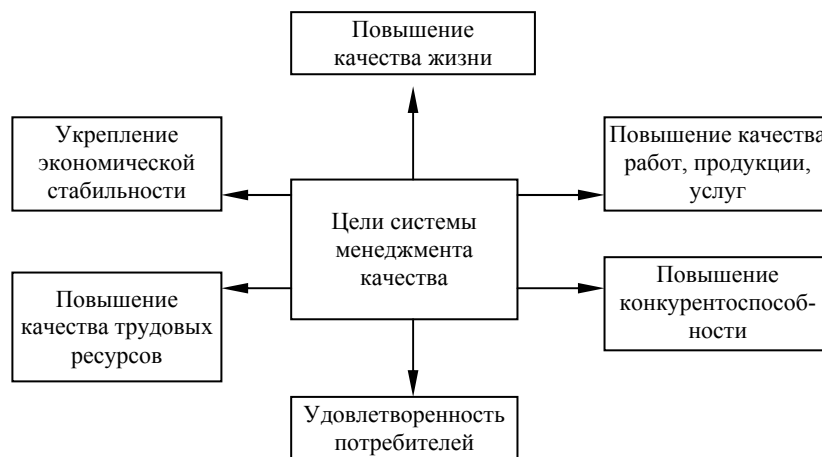 Повышение
качества жизни
Укрепление
экономической
стабильности
Повышение качества
работ, продукции,
услуг
Цели системы
менеджмента
качества
Повышение
качества трудовых
ресурсов
Повышение
конкурентоспособ-
ности
Удовлетворенность
потребителей